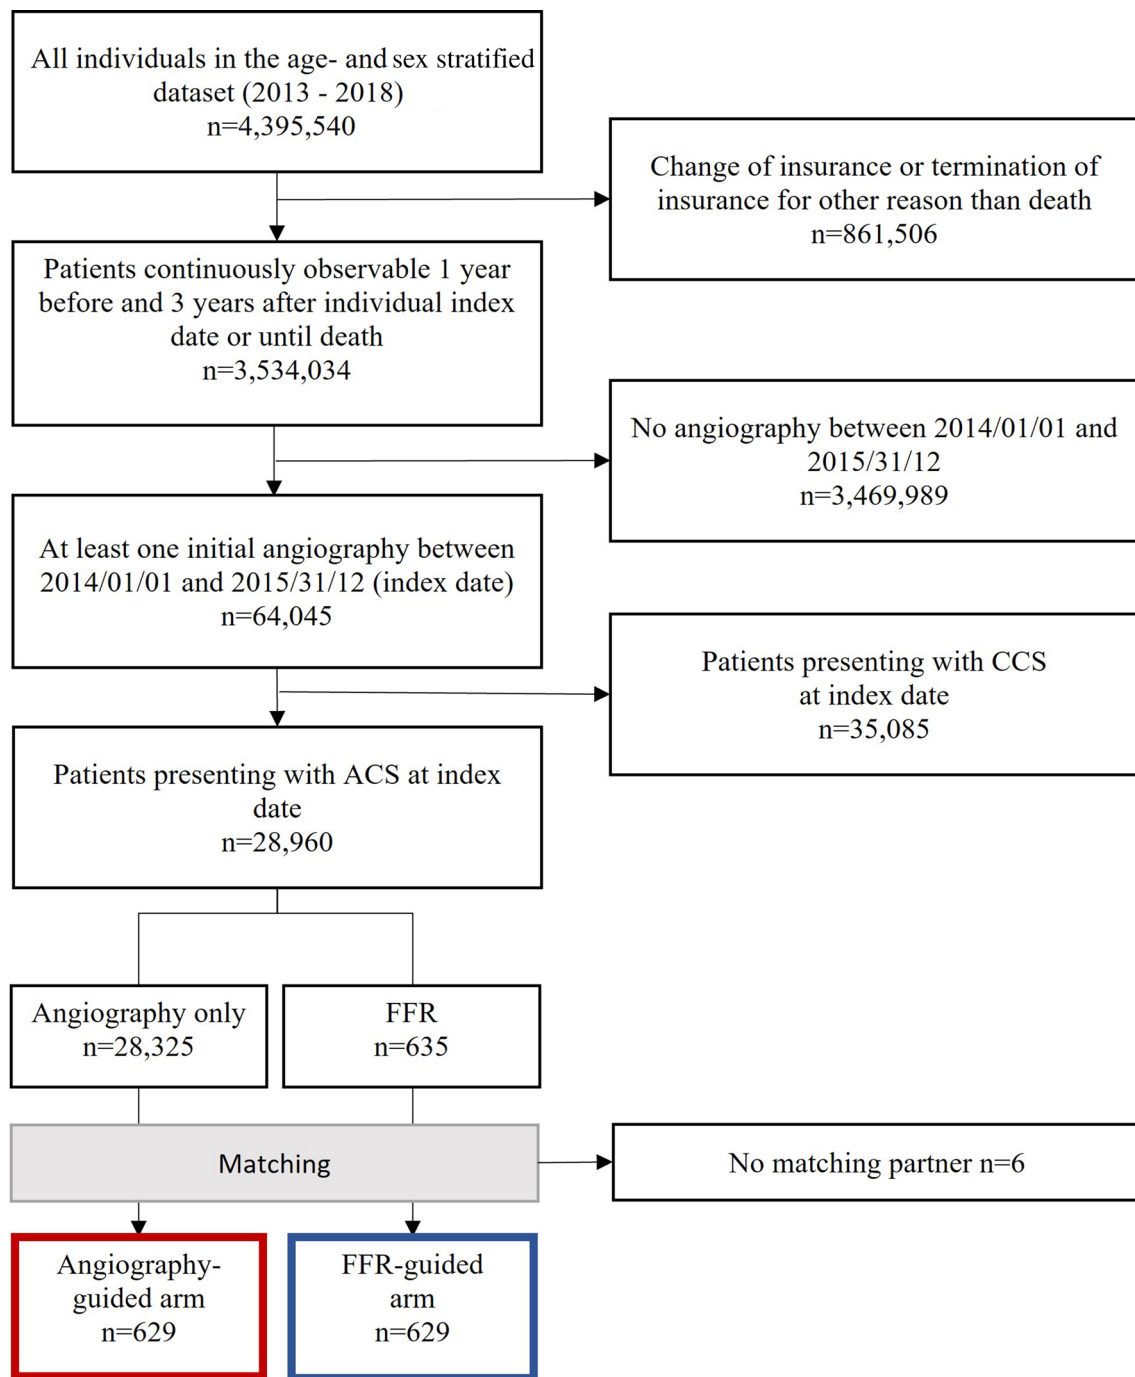 All individuals in the age- and sex stratified
dataset (2013 - 2018)
n=4,395,540
Change of insurance or termination of
insurance for other reason than death
n=861,506
Patients continuously observable 1 year
before and 3 years after individual index
date or until death
n=3,534,034
No angiography between 2014/01/01 and
2015/31/12
n=3,469,989
At least one initial angiography between
2014/01/01 and 2015/31/12 (index date)
n=64,045
Patients presenting with CCS
at index date
n=35,085
Patients presenting with ACS at index
date
n=28,960
Angiography only
n=28,325
FFR
n=635
Matching
No matching partner n=6
Angiography-
guided arm
n=629
FFR-guided
arm
n=629